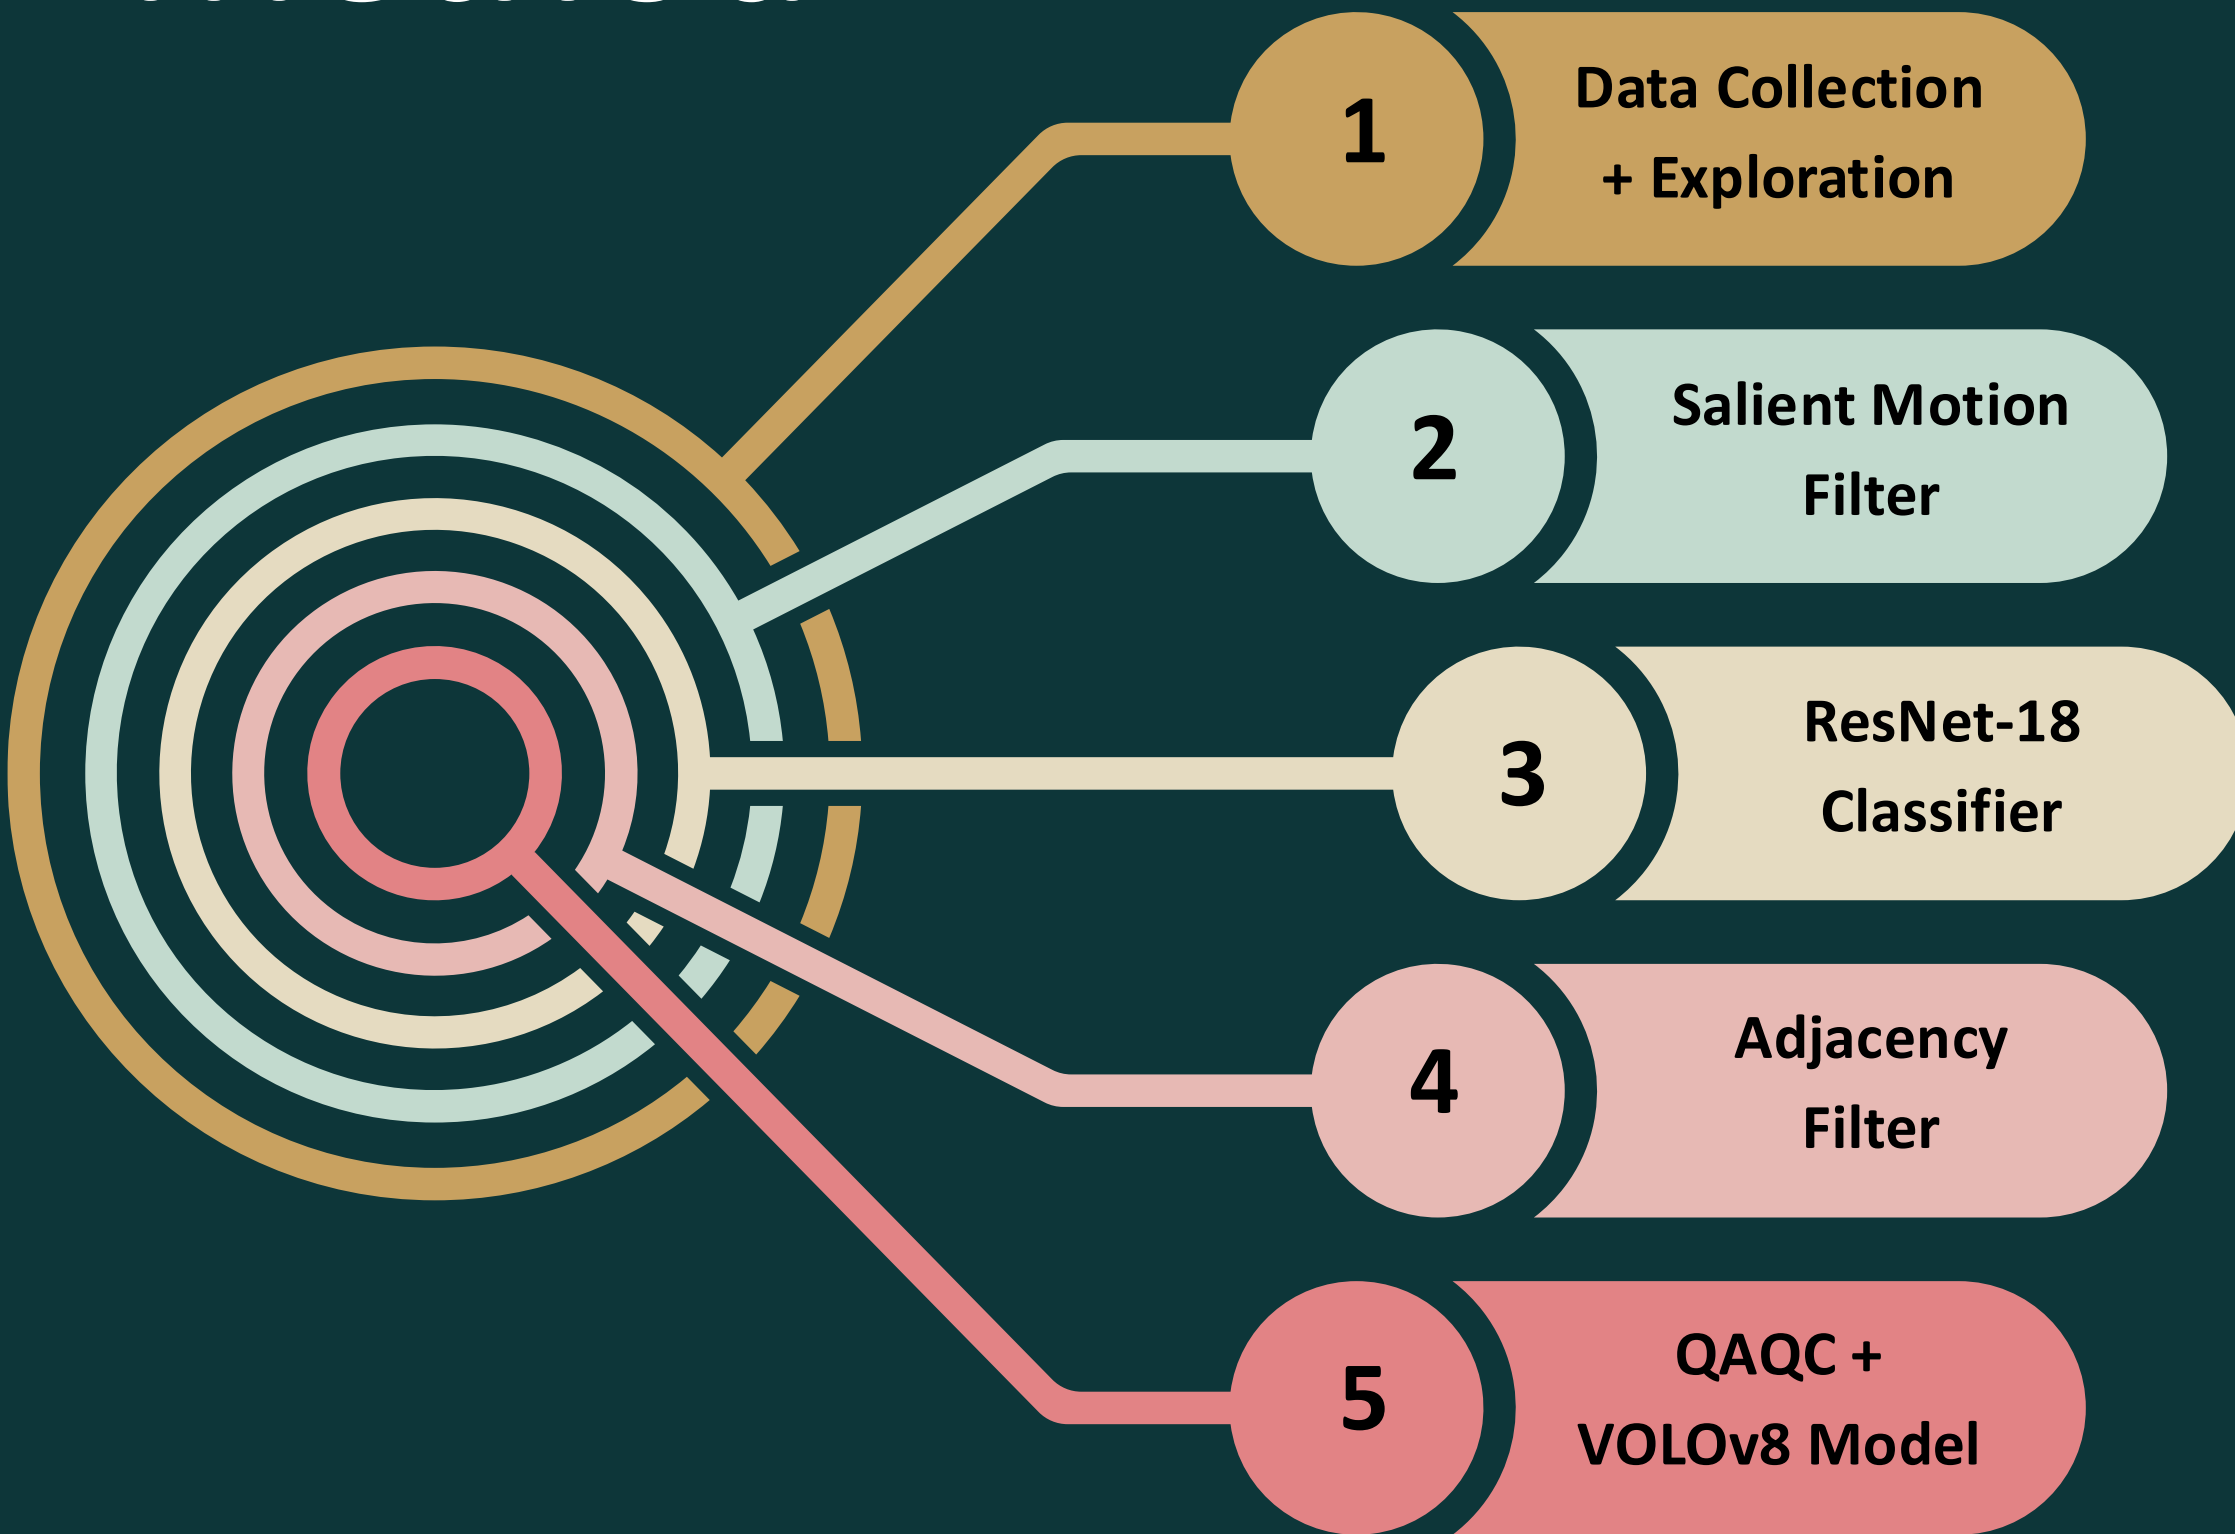 1
Data Collection
+ Exploration
2
Salient Motion
Filter
3
ResNet-18
Classifier
4
Adjacency
Filter
5
QAQC +
VOLOv8 Model